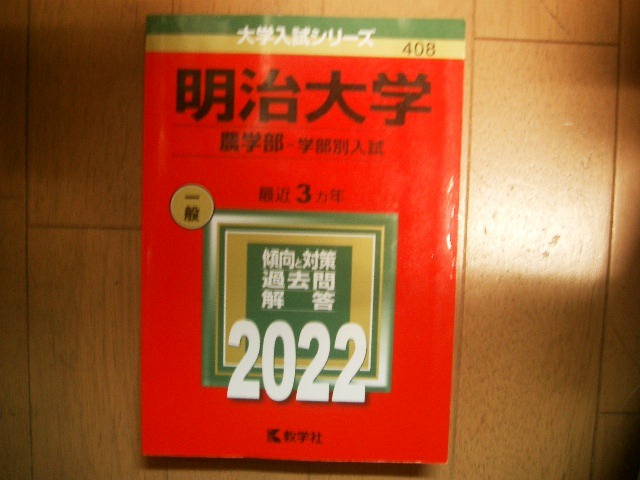 大学入試シリーズ
408
明治大学
農学部－学部別入試
最近3カ年
一般
傾向と対策
過去問
解答
2022
教学社